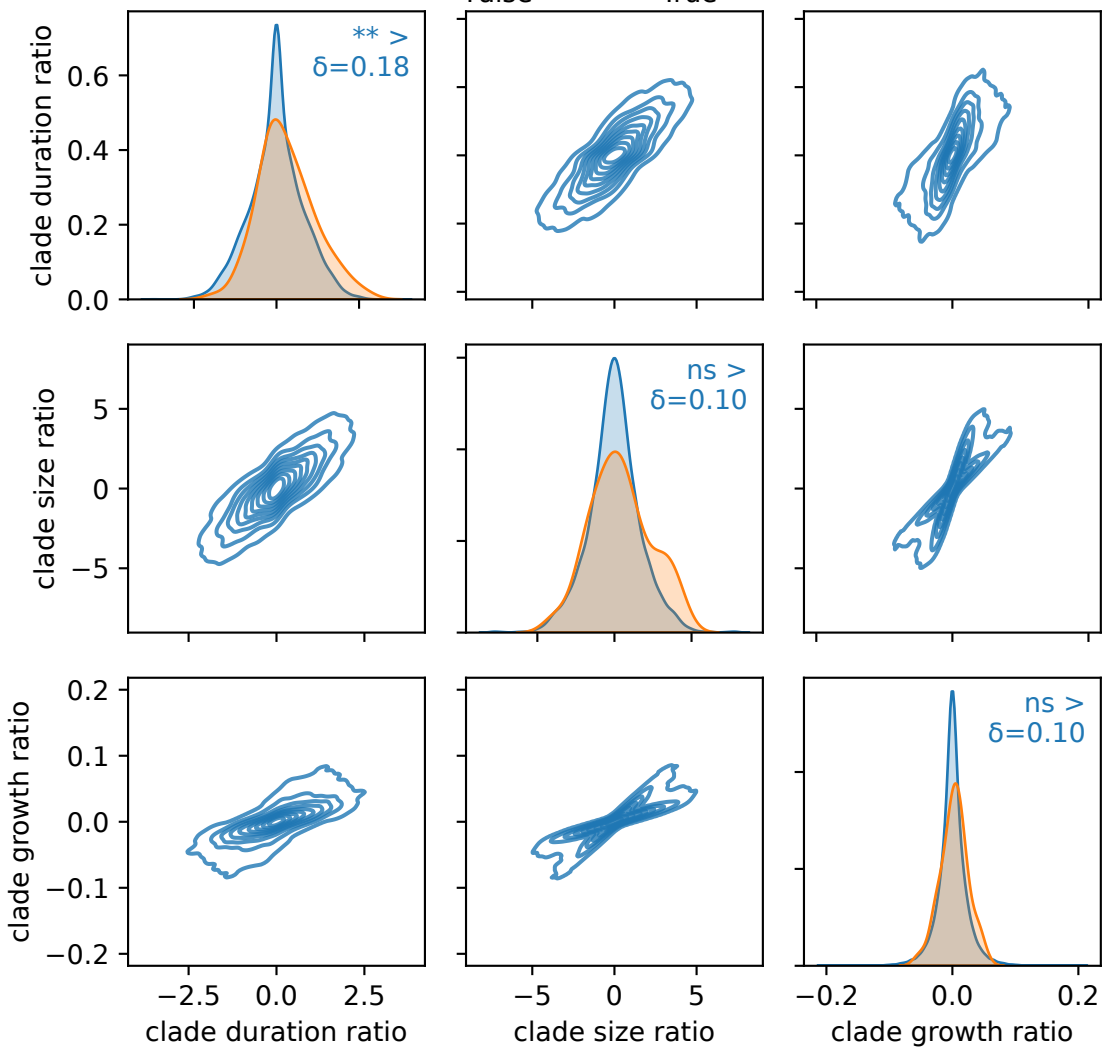 clade duration ratio
0.6
0.4
0.2
0.0
** >
δ=0.18
clade size ratio
5
0
−5
ns >
δ=0.10
clade growth ratio
0.2
0.1
0.0
−0.1
−0.2
ns >
δ=0.10
−2.5 0.0 2.5
clade duration ratio
−5 0 5
clade size ratio
−0.2 0.0 0.2
clade growth ratio